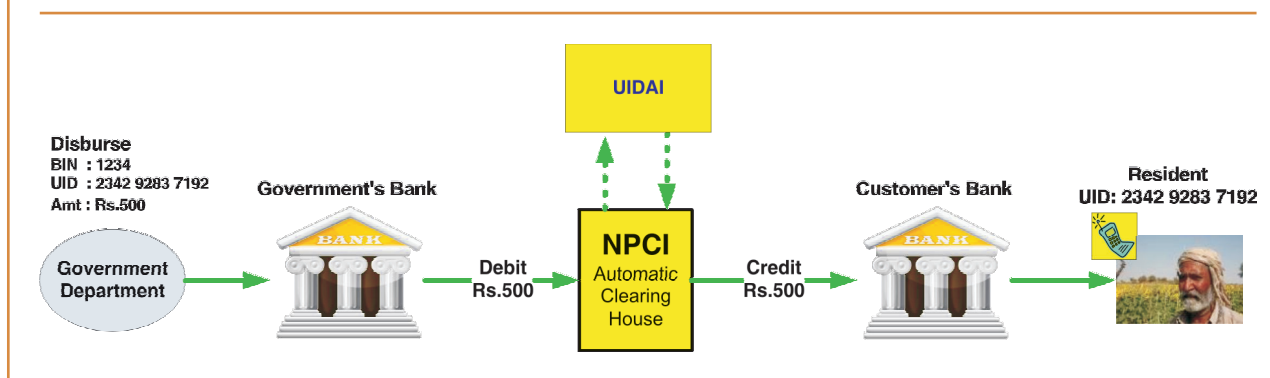 UIDAI
Disburse
BIN : 1234
UID : 2342 9283 7192
Amt : Rs.500
Government
Department
Government's Bank
BANK
Debit
Rs.500
NPCI
Automatic
Clearing
House
Credit
Rs.500
Customer's Bank
BANK
Resident
UID: 2342 9283 7192